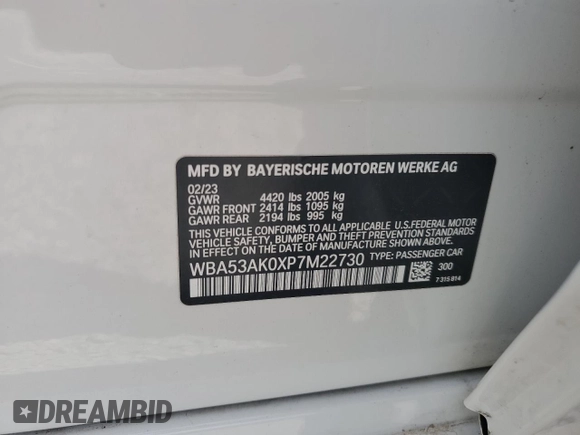 MFD BY BAYERISCHE MOTOREN WERKE AG
02/23
GVWR 4420 lbs 2005 kg
GAWR FRONT 2414 lbs 1095 kg
GAWR REAR 2194 lbs 995 kg
THIS VEHICLE CONFORMS TO ALL APPLICABLE U.S.FEDERAL MOTOR
VEHICLE SAFETY, BUMPER, AND THEFT PREVENTION STANDARDS
IN EFFECT ON THE DATE OF MANUFACTURE SHOWN ABOVE.
WBA53AK0XP7M22730 TYPE: PASSENGER CAR
300
7 315 814
DREAMBID